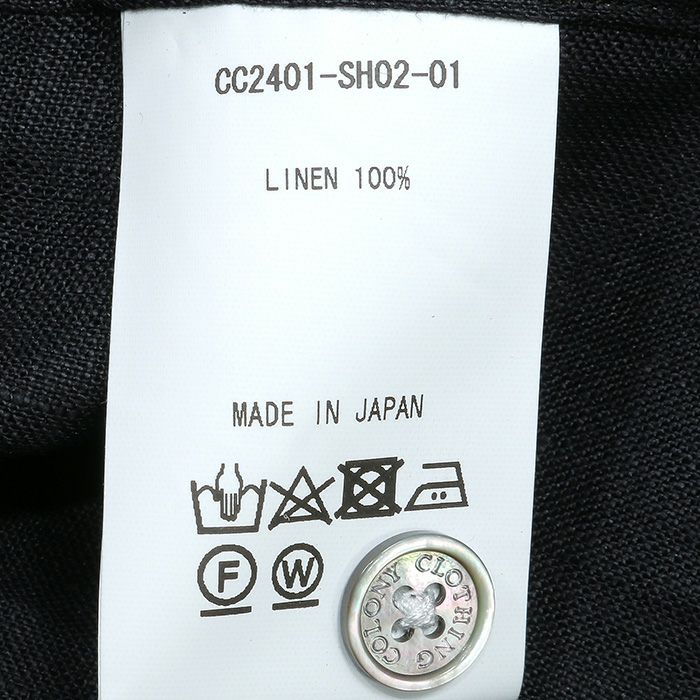 CC2401-SH02-01
LINEN 100%
MADE IN JAPAN
F W
COLONY CLOTHING